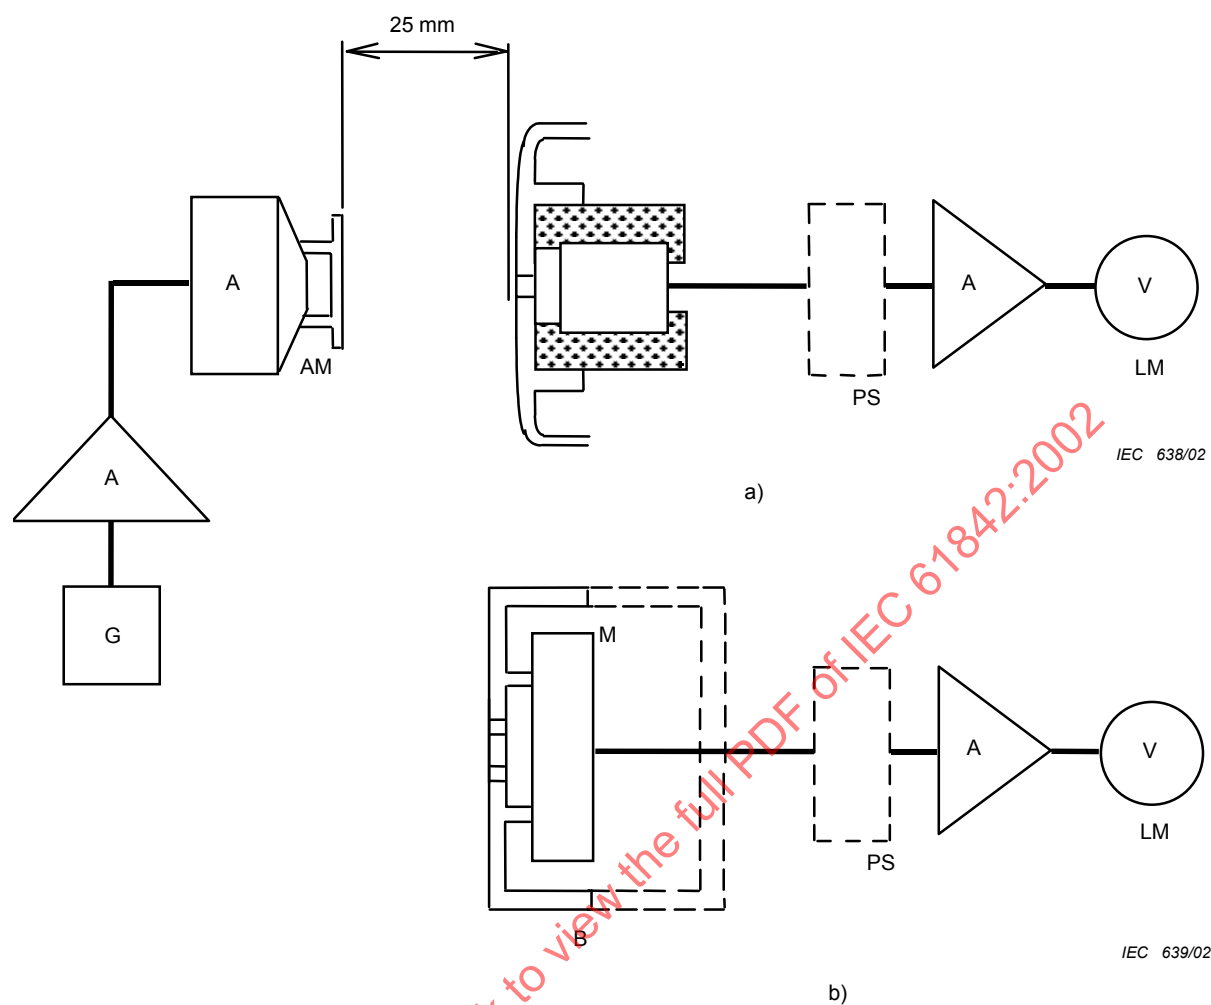 25 mm
A
AM
A
G
PS
A
V
LM
IEC 638/02
a)
M
B
PS
A
V
LM
IEC 639/02
b)
k to view the full PDF of IEC 61842:2002